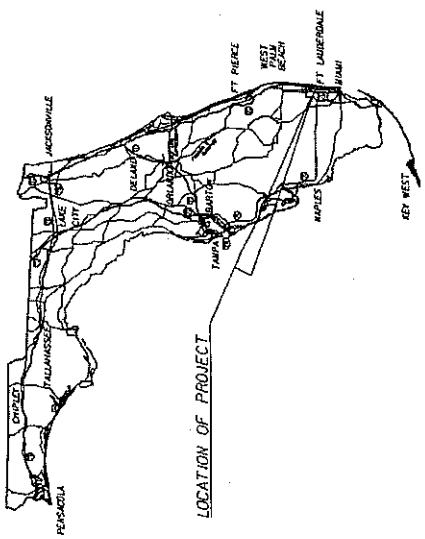 PENSACOLA
CHIPLEY
TALLAHASSEE
LAKE
CITY
JACKSONVILLE
DELAND
ORLANDO
BARTOW
TAMPA
FT PIERCE
WEST
PALM
BEACH
FT LAUDERDALE
MIAMI
NAPLES
KEY WEST
LOCATION OF PROJECT